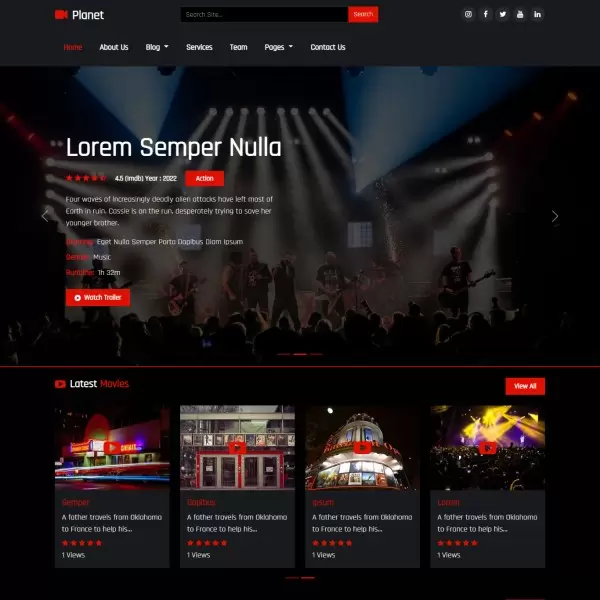 Planet
Search Site...
Search
Home
About Us
Blog
Services
Team
Pages
Contact Us
Lorem Semper Nulla
4.5 (Imdb) Year : 2022
Action
Four waves of increasingly deadly alien attacks have left most of
Earth in ruin. Cassie is on the run, desperately trying to save her
younger brother.
Starring: Eget Nulla Semper Porta Dapibus Diam Ipsum
Genres: Music
Runtime: 1h 32m
Watch Trailer
Latest Movies
View All
Semper
A father travels from Oklahoma
to France to help his...
1 Views
Dapibus
A father travels from Oklahoma
to France to help his...
1 Views
Ipsum
A father travels from Oklahoma
to France to help his...
1 Views
Lorem
A father travels from Oklahoma
to France to help his...
1 Views